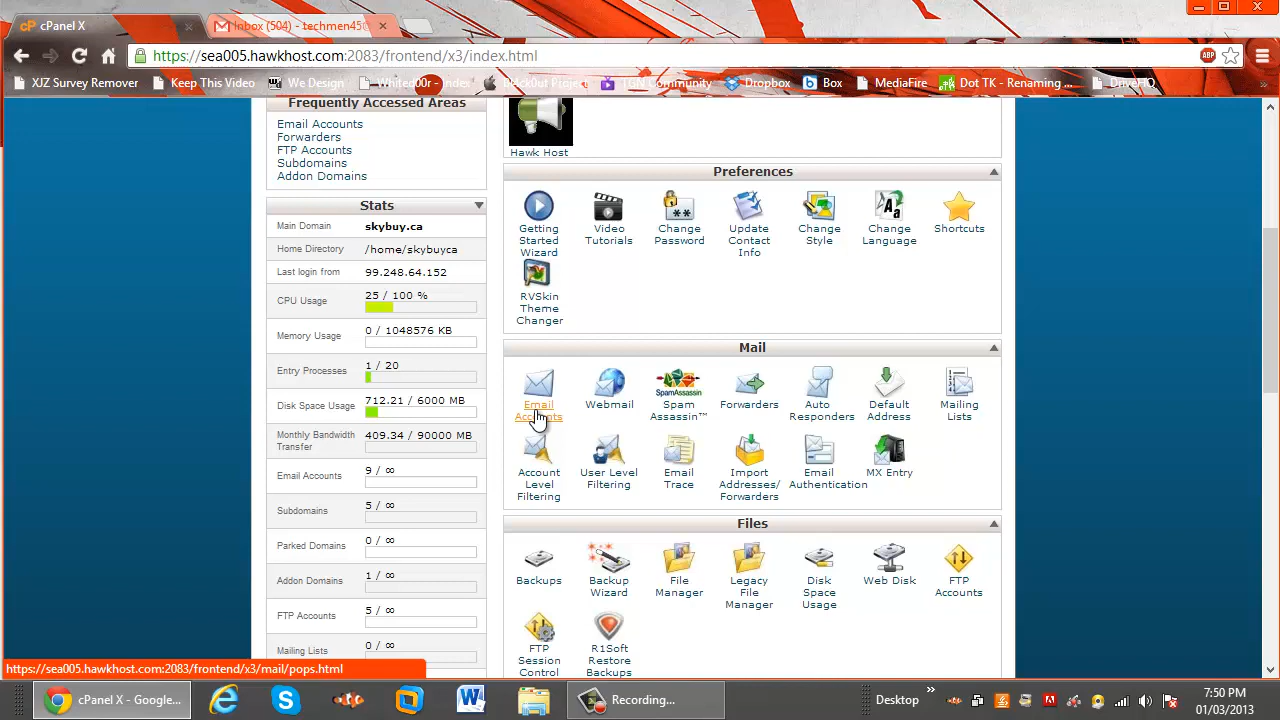 cPanel X
Inbox (504) - techmen45@
https://sea005.hawkhost.com:2083/frontend/x3/index.html
XJZ Survey Remover
Keep This Video
We Design
Whited00r - Index
Bl4ck0ut Project
TGM Community
Dropbox
Box
MediaFire
Dot TK - Renaming ...
DriveHQ
Frequently Accessed Areas
Email Accounts
Forwarders
FTP Accounts
Subdomains
Addon Domains
Stats
Main Domain skybuy.ca
Home Directory /home/skybuyca
Last login from 99.248.64.152
CPU Usage 25 / 100 %
Memory Usage 0 / 1048576 KB
Entry Processes 1 / 20
Disk Space Usage 712.21 / 6000 MB
Monthly Bandwidth Transfer 409.34 / 90000 MB
Email Accounts 9 / ∞
Subdomains 5 / ∞
Parked Domains 0 / ∞
Addon Domains 1 / ∞
FTP Accounts 5 / ∞
Mailing Lists 0 / ∞
Hawk Host
Preferences
Getting Started Wizard
Video Tutorials
Change Password
Update Contact Info
Change Style
Change Language
Shortcuts
RVSkin Theme Changer
Mail
Email Accounts
Webmail
Spam Assassin™
Forwarders
Auto Responders
Default Address
Mailing Lists
Account Level Filtering
User Level Filtering
Email Trace
Import Addresses/ Forwarders
Email Authentication
MX Entry
Files
Backups
Backup Wizard
File Manager
Legacy File Manager
Disk Space Usage
Web Disk
FTP Accounts
FTP Session Control
R1Soft Restore Backups
https://sea005.hawkhost.com:2083/frontend/x3/mail/pops.html
cPanel X - Google...
Recording...
Desktop
7:50 PM
01/03/2013